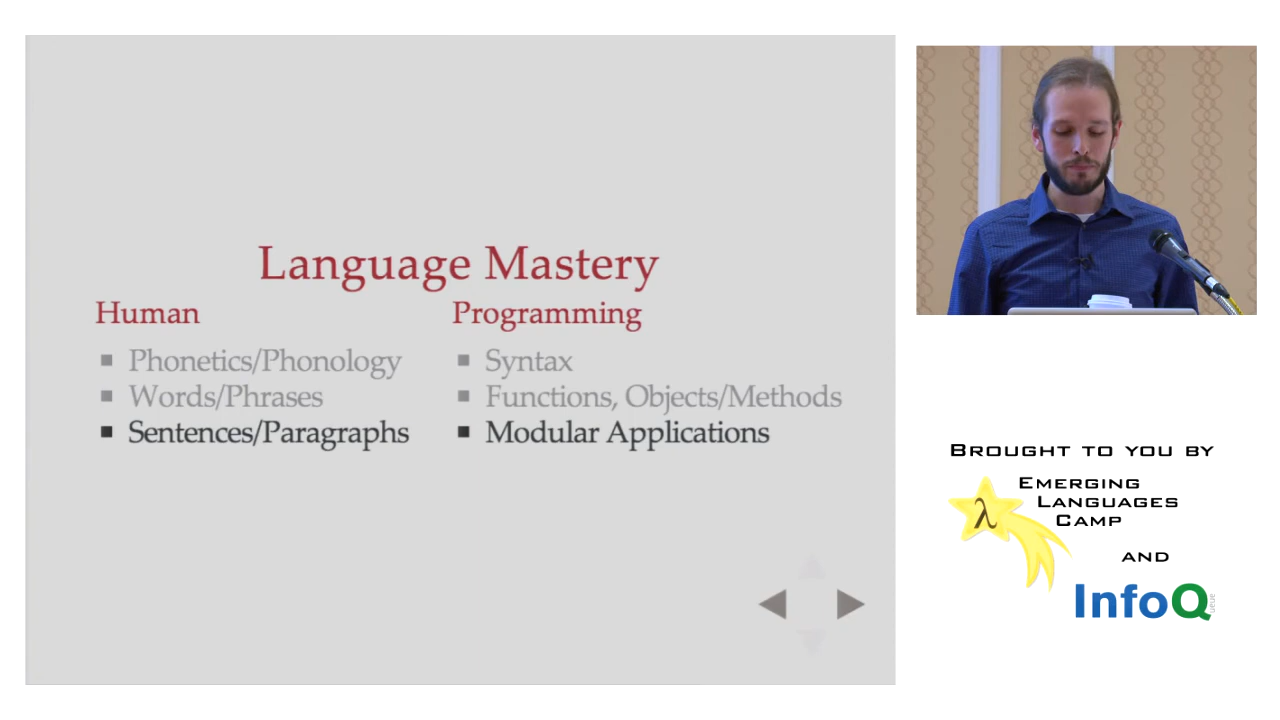 Language Mastery
Human
Phonetics/Phonology
Words/Phrases
Sentences/Paragraphs
Programming
Syntax
Functions, Objects/Methods
Modular Applications
BROUGHT TO YOU BY
λ
EMERGING
LANGUAGES
CAMP
AND
InfoQ
ueue